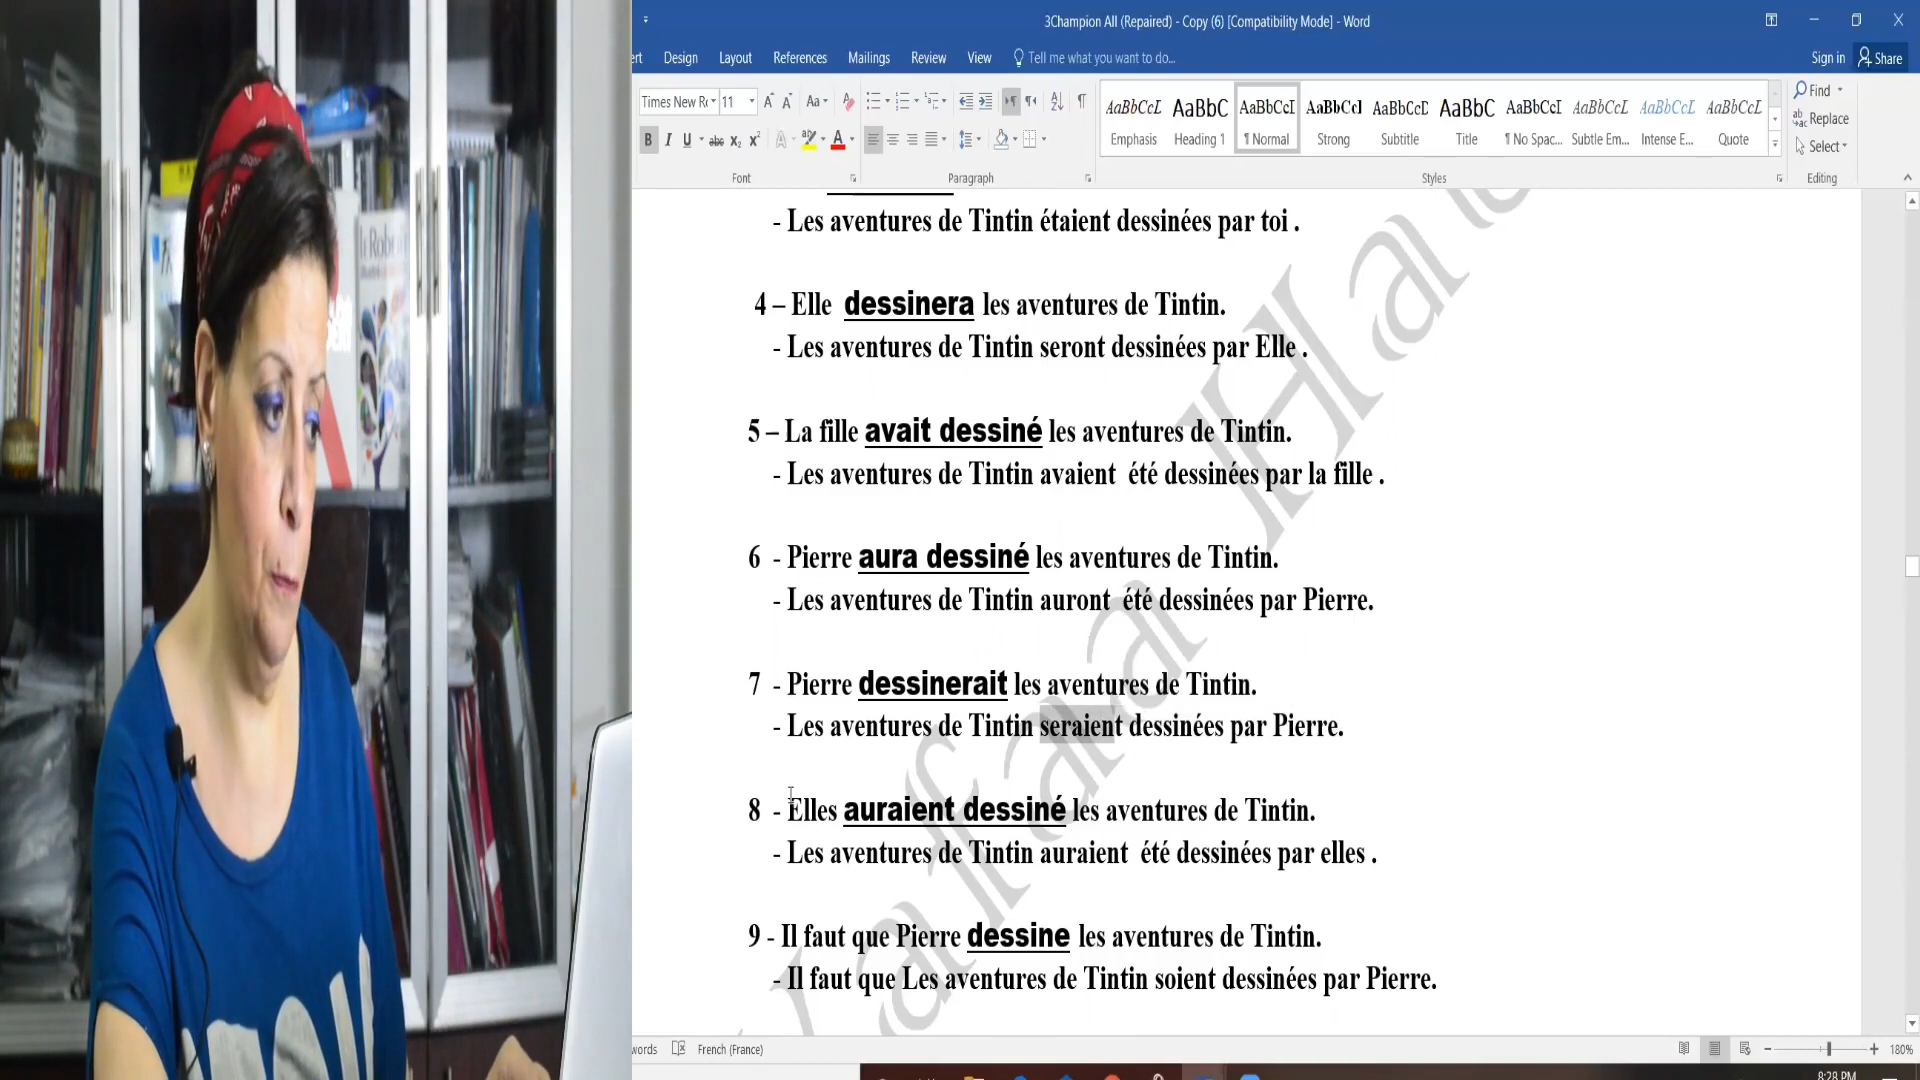 3Champion All (Repaired) - Copy (6) [Compatibility Mode] - Word
Design Layout References Mailings Review View Tell me what you want to do... Sign in Share
Times New R 11
Aa
B I U abc x₂ x² A ab A
AaBbCcL AaBbC AaBbCcI AaBbCcI AaBbCcD AaBbC AaBbCcI AaBbCcL AaBbCcL AaBbCcL
Emphasis Heading 1 ¶ Normal Strong Subtitle Title ¶ No Spac... Subtle Em... Intense E... Quote
Find
Replace
Select
Font Paragraph Styles Editing
- Les aventures de Tintin étaient dessinées par toi .
4 – Elle dessinera les aventures de Tintin.
- Les aventures de Tintin seront dessinées par Elle .
5 – La fille avait dessiné les aventures de Tintin.
- Les aventures de Tintin avaient été dessinées par la fille .
6 - Pierre aura dessiné les aventures de Tintin.
- Les aventures de Tintin auront été dessinées par Pierre.
7 - Pierre dessinerait les aventures de Tintin.
- Les aventures de Tintin seraient dessinées par Pierre.
8 - Elles auraient dessiné les aventures de Tintin.
- Les aventures de Tintin auraient été dessinées par elles .
9 - Il faut que Pierre dessine les aventures de Tintin.
- Il faut que Les aventures de Tintin soient dessinées par Pierre.
French (France)
180%
8:28 PM